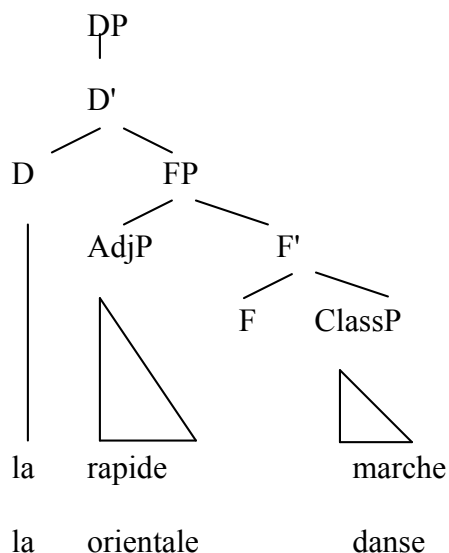 DP
D'
D FP
AdjP F'
F ClassP
la rapide marche
la orientale danse